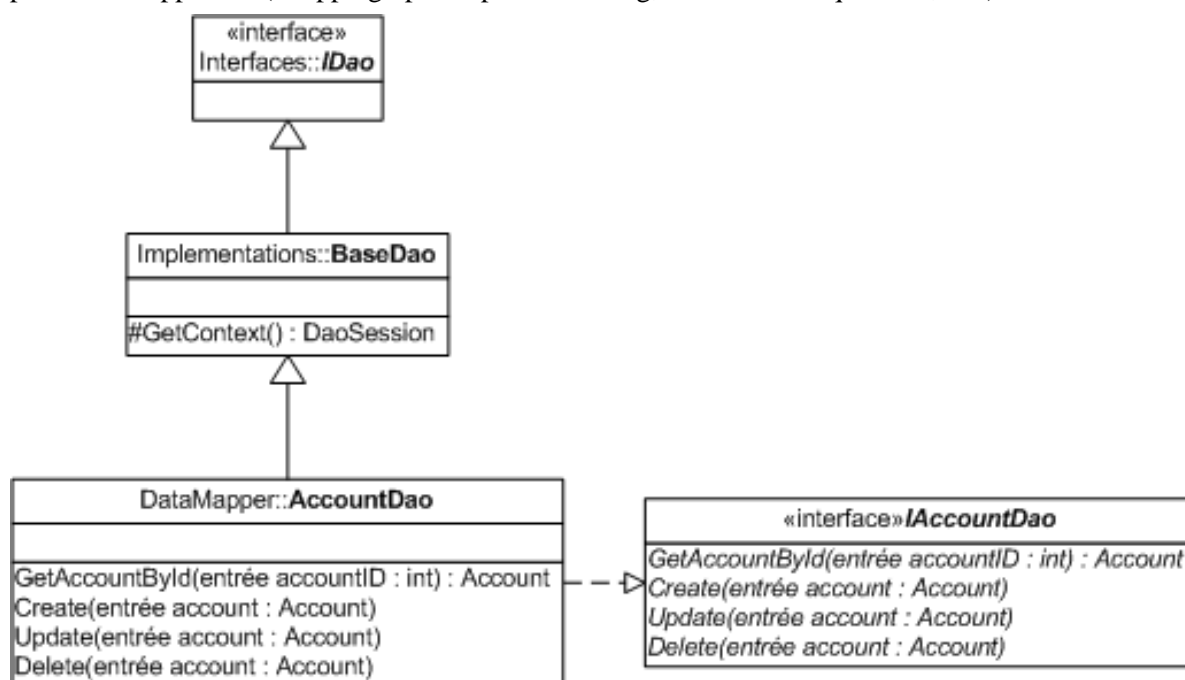 «interface»
Interfaces::IDao
Implementations::BaseDao
#GetContext() : DaoSession
DataMapper::AccountDao
GetAccountById(entrée accountID : int) : Account
Create(entrée account : Account)
Update(entrée account : Account)
Delete(entrée account : Account)
«interface»IAccountDao
GetAccountById(entrée accountID : int) : Account
Create(entrée account : Account)
Update(entrée account : Account)
Delete(entrée account : Account)